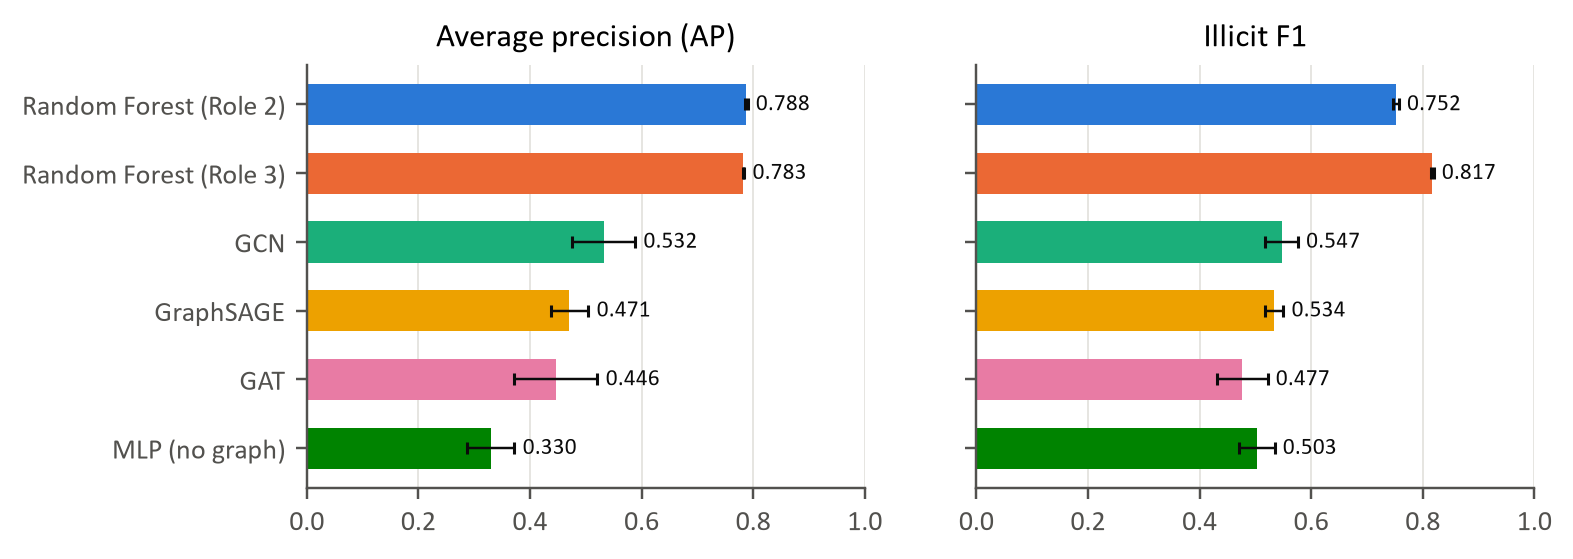 Average precision (AP)
Illicit F1
Random Forest (Role 2)
0.788
0.752
Random Forest (Role 3)
0.783
0.817
GCN
0.532
0.547
GraphSAGE
0.471
0.534
GAT
0.446
0.477
MLP (no graph)
0.330
0.503
0.0 0.2 0.4 0.6 0.8 1.0
0.0 0.2 0.4 0.6 0.8 1.0